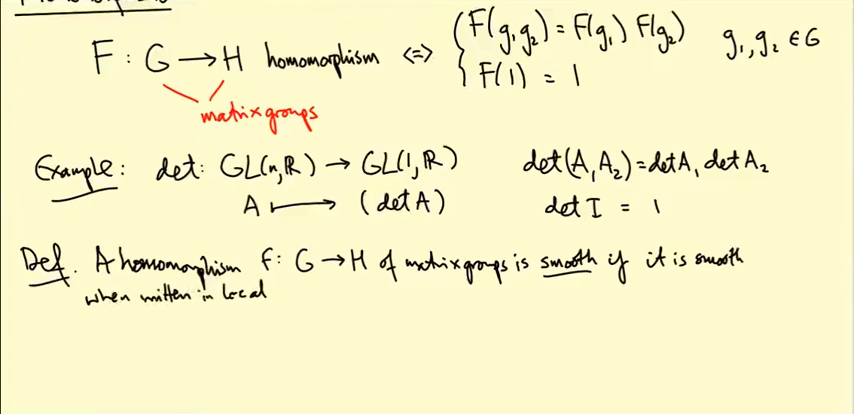 F : G → H homomorphism <=> { F(g₁g₂) = F(g₁) F(g₂) g₁, g₂ ∈ G
F(1) = 1
matrix groups
Example: det: GL(n,ℝ) → GL(1,ℝ) det(A₁A₂) = det A₁ det A₂
A ↦ (det A) det I = 1
Def. A homomorphism f: G → H of matrix groups is smooth if it is smooth
when written in local